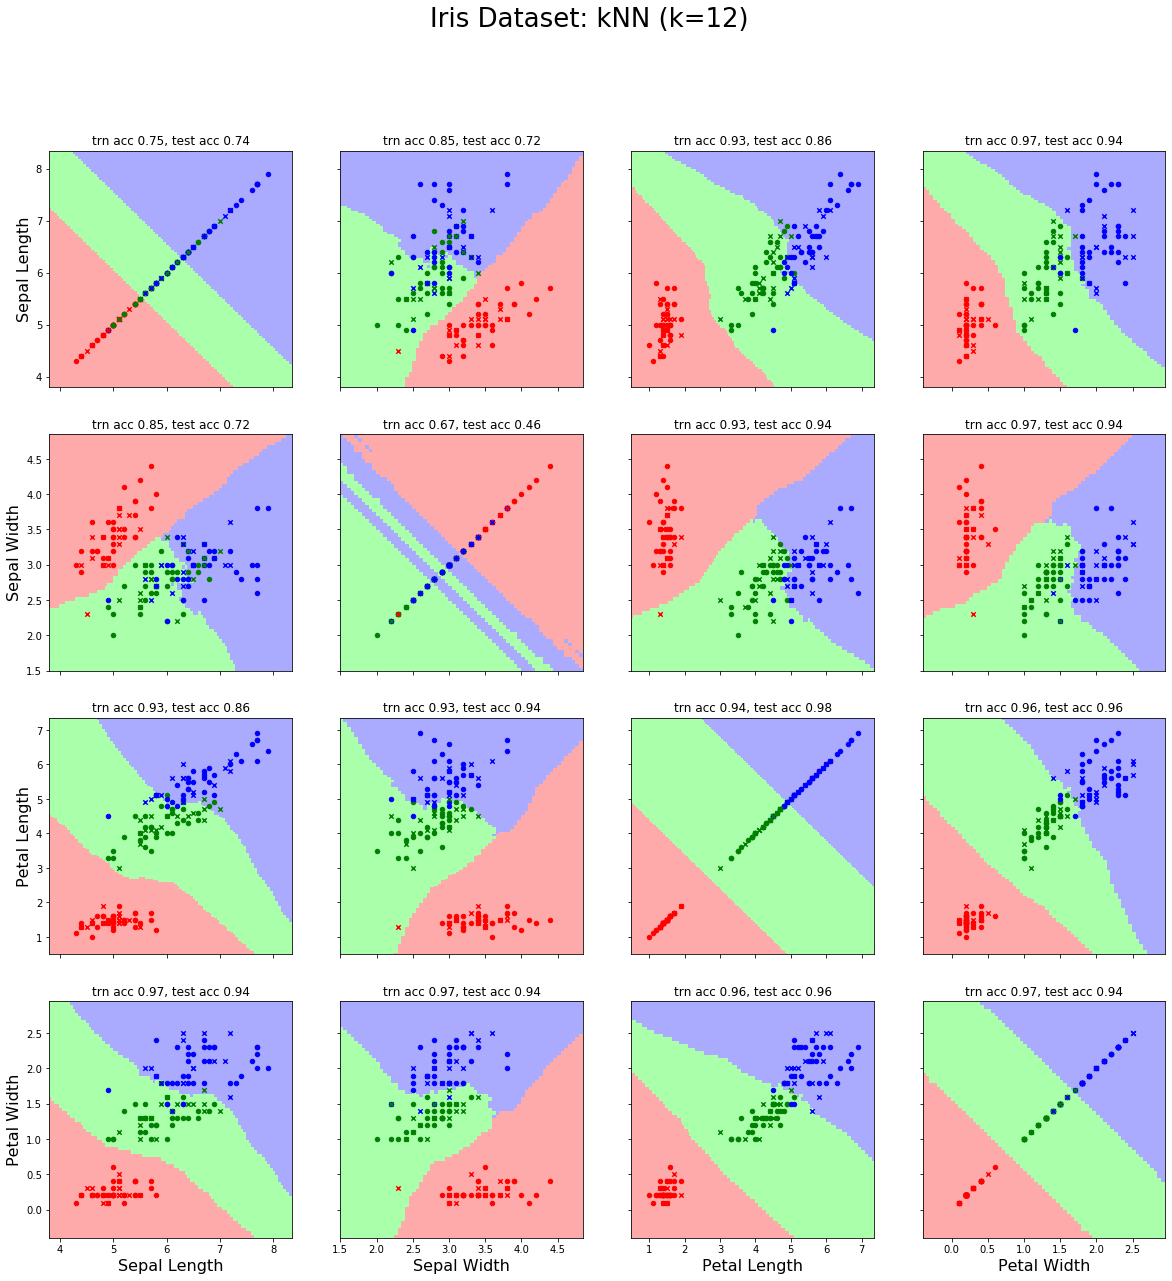 Iris Dataset: kNN (k=12)
trn acc 0.75, test acc 0.74
trn acc 0.85, test acc 0.72
trn acc 0.93, test acc 0.86
trn acc 0.97, test acc 0.94
8
7
6
5
4
Sepal Length
trn acc 0.85, test acc 0.72
trn acc 0.67, test acc 0.46
trn acc 0.93, test acc 0.94
trn acc 0.97, test acc 0.94
4.5
4.0
3.5
3.0
2.5
2.0
1.5
Sepal Width
trn acc 0.93, test acc 0.86
trn acc 0.93, test acc 0.94
trn acc 0.94, test acc 0.98
trn acc 0.96, test acc 0.96
7
6
5
4
3
2
1
Petal Length
trn acc 0.97, test acc 0.94
trn acc 0.97, test acc 0.94
trn acc 0.96, test acc 0.96
trn acc 0.97, test acc 0.94
2.5
2.0
1.5
1.0
0.5
0.0
Petal Width
4 5 6 7 8
1.5 2.0 2.5 3.0 3.5 4.0 4.5
1 2 3 4 5 6 7
0.0 0.5 1.0 1.5 2.0 2.5
Sepal Length
Sepal Width
Petal Length
Petal Width